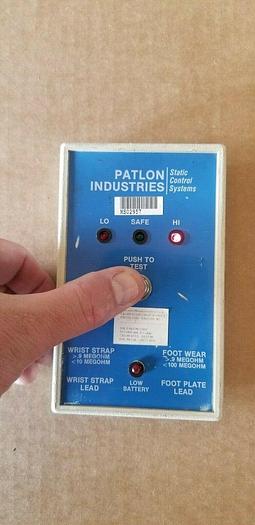 PATLON
INDUSTRIES
Static
Control
Systems
LO SAFE HI
PUSH TO
TEST
WRIST STRAP
>.9 MEGOHM
<10 MEGOHM
FOOT WEAR
>.9 MEGOHM
<100 MEGOHM
WRIST STRAP
LEAD
LOW
BATTERY
FOOT PLATE
LEAD